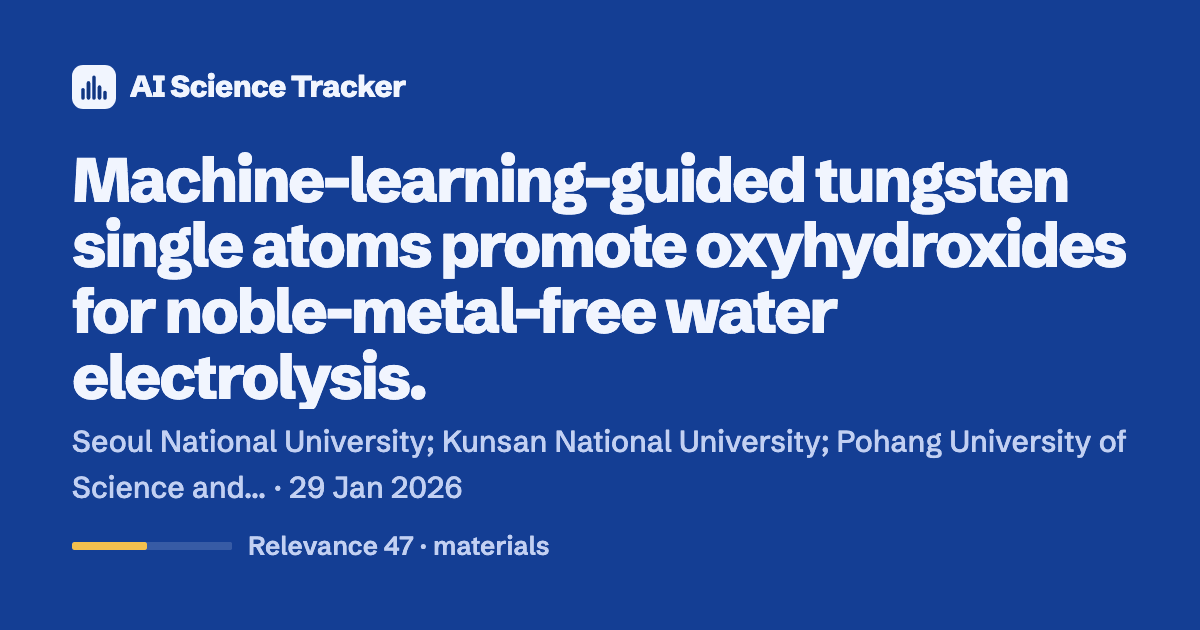 AI Science Tracker
Machine-learning-guided tungsten
single atoms promote oxyhydroxides
for noble-metal-free water
electrolysis.
Seoul National University; Kunsan National University; Pohang University of
Science and... · 29 Jan 2026
Relevance 47 · materials